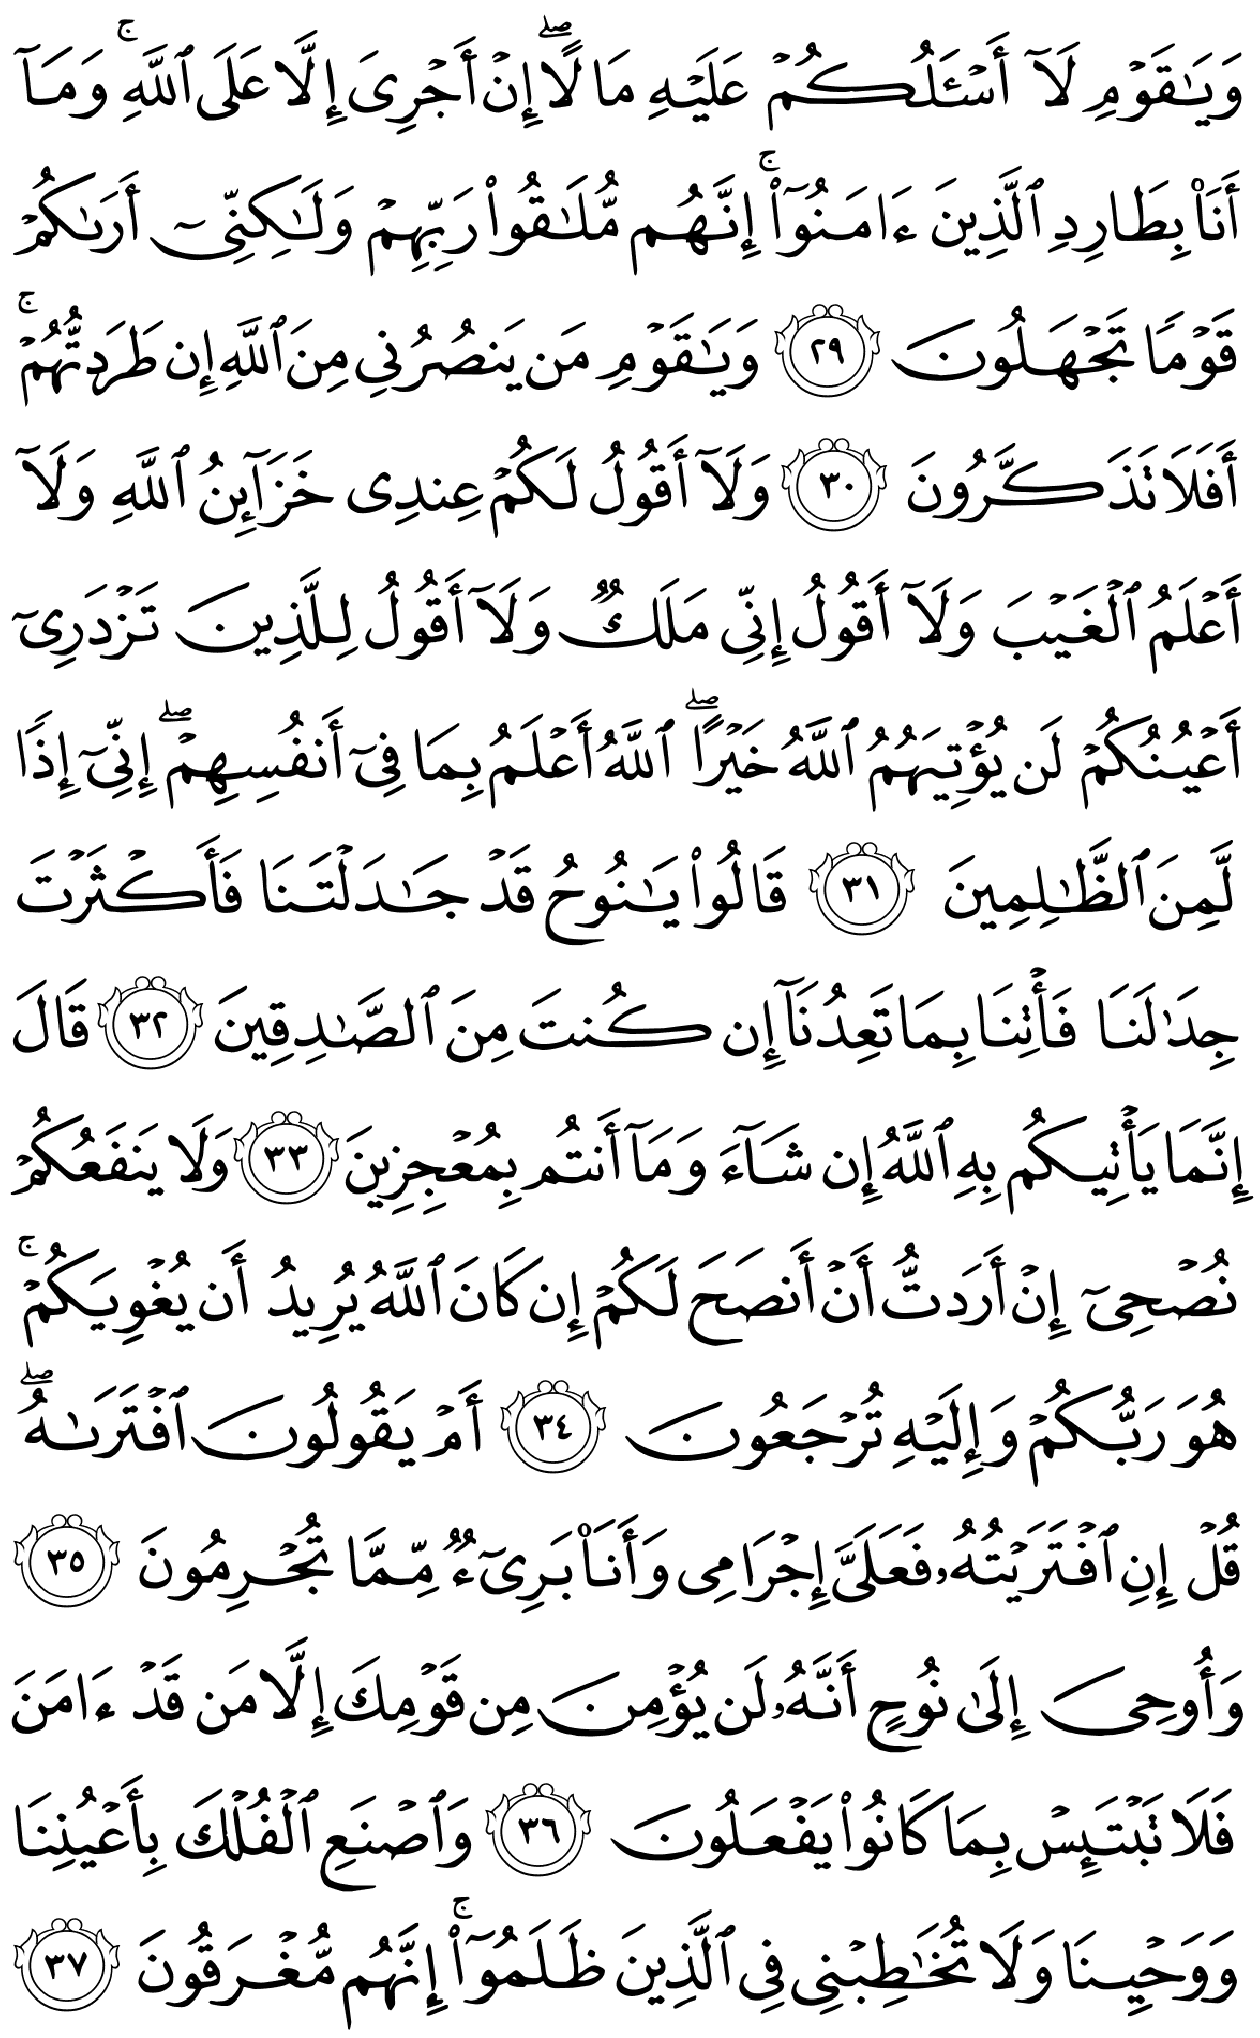 وَيَٰقَوْمِ لَآ أَسْـَٔلُكُمْ عَلَيْهِ مَالًاۖ إِنْ أَجْرِىَ إِلَّا عَلَى ٱللَّهِۚ وَمَآ
أَنَا۠ بِطَارِدِ ٱلَّذِينَ ءَامَنُوٓا۟ۚ إِنَّهُم مُّلَٰقُوا۟ رَبِّهِمْ وَلَٰكِنِّىٓ أَرَىٰكُمْ
قَوْمًا تَجْهَلُونَ ٢٩ وَيَٰقَوْمِ مَن يَنصُرُنِى مِنَ ٱللَّهِ إِن طَرَدتُّهُمْۚ
أَفَلَا تَذَكَّرُونَ ٣٠ وَلَآ أَقُولُ لَكُمْ عِندِى خَزَآئِنُ ٱللَّهِ وَلَآ
أَعْلَمُ ٱلْغَيْبَ وَلَآ أَقُولُ إِنِّى مَلَكٌ وَلَآ أَقُولُ لِلَّذِينَ تَزْدَرِىٓ
أَعْيُنُكُمْ لَن يُؤْتِيَهُمُ ٱللَّهُ خَيْرًاۖ ٱللَّهُ أَعْلَمُ بِمَا فِىٓ أَنفُسِهِمْۖ إِنِّىٓ إِذًا
لَّمِنَ ٱلظَّٰلِمِينَ ٣١ قَالُوا۟ يَٰنُوحُ قَدْ جَٰدَلْتَنَا فَأَكْثَرْتَ
جِدَٰلَنَا فَأْتِنَا بِمَا تَعِدُنَآ إِن كُنتَ مِنَ ٱلصَّٰدِقِينَ ٣٢ قَالَ
إِنَّمَا يَأْتِيكُم بِهِ ٱللَّهُ إِن شَآءَ وَمَآ أَنتُم بِمُعْجِزِينَ ٣٣ وَلَا يَنفَعُكُمْ
نُصْحِىٓ إِنْ أَرَدتُّ أَنْ أَنصَحَ لَكُمْ إِن كَانَ ٱللَّهُ يُرِيدُ أَن يُغْوِيَكُمْۚ
هُوَ رَبُّكُمْ وَإِلَيْهِ تُرْجَعُونَ ٣٤ أَمْ يَقُولُونَ ٱفْتَرَىٰهُۖ
قُلْ إِنِ ٱفْتَرَيْتُهُۥ فَعَلَىَّ إِجْرَامِى وَأَنَا۠ بَرِىٓءٌ مِّمَّا تُجْرِمُونَ ٣٥
وَأُوحِىَ إِلَىٰ نُوحٍ أَنَّهُۥ لَن يُؤْمِنَ مِن قَوْمِكَ إِلَّا مَن قَدْ ءَامَنَ
فَلَا تَبْتَئِسْ بِمَا كَانُوا۟ يَفْعَلُونَ ٣٦ وَٱصْنَعِ ٱلْفُلْكَ بِأَعْيُنِنَا
وَوَحْيِنَا وَلَا تُخَٰطِبْنِى فِى ٱلَّذِينَ ظَلَمُوٓا۟ۚ إِنَّهُم مُّغْرَقُونَ ٣٧